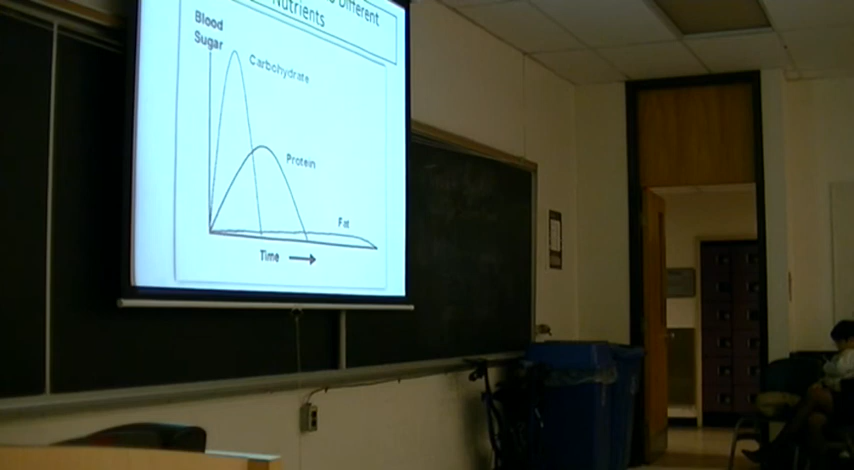 Different
Nutrients
Blood
Sugar
Carbohydrate
Protein
Fat
Time